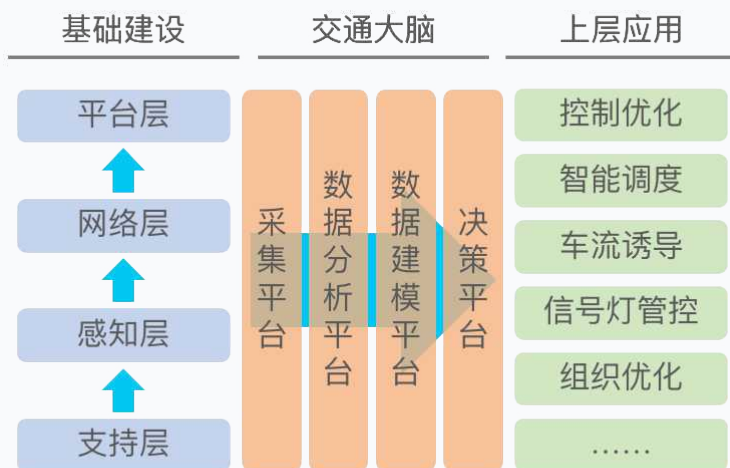 基础建设
平台层
网络层
感知层
支持层
交通大脑
采集平台
数据分析平台
数据建模平台
决策平台
上层应用
控制优化
智能调度
车流诱导
信号灯管控
组织优化
......